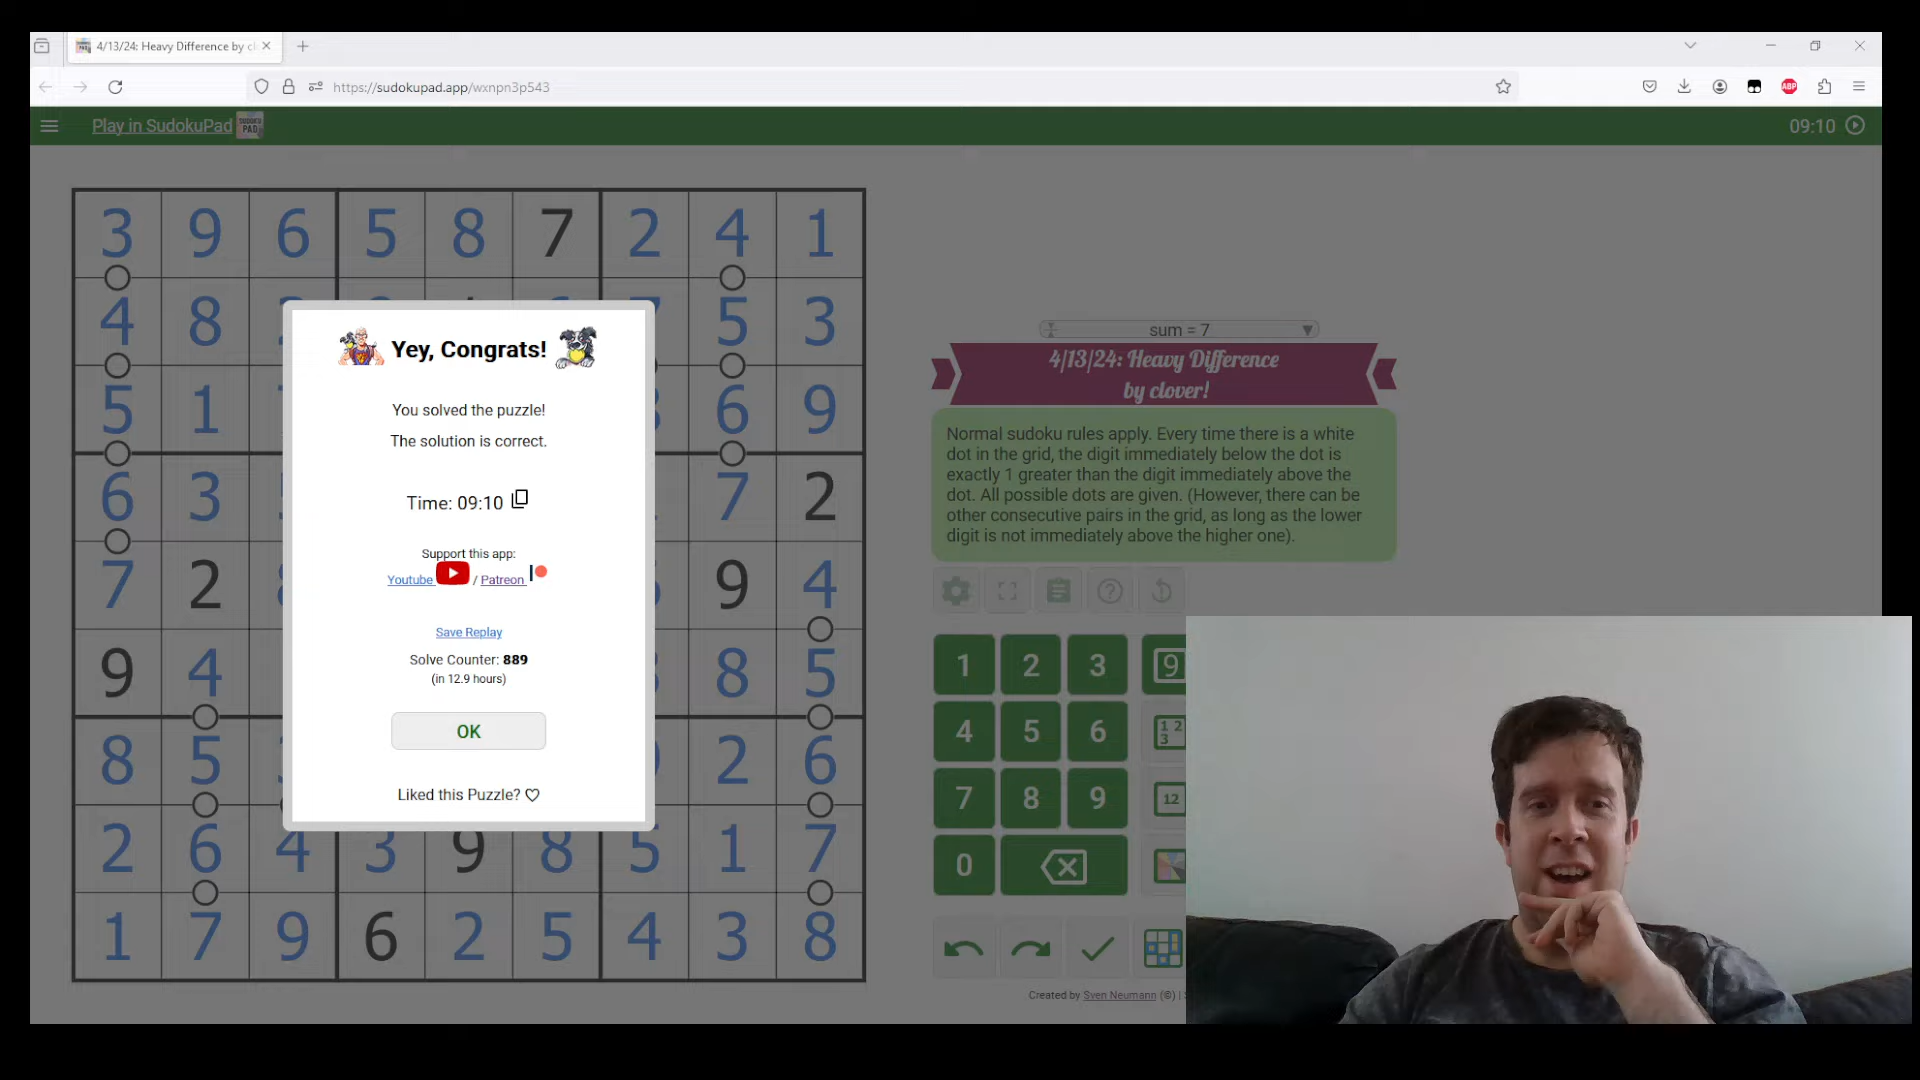 4/13/24: Heavy Difference by cl
https://sudokupad.app/wxnpn3p543
Play in SudokuPad
SUDOKU
PAD
09:10
3 9 6 5 8 7 2 4 1
4 8 5 3
5 1 6 9
6 3 7 2
7 2 9 4
9 4 8 5
8 5 2 6
2 6 4 3 9 8 5 1 7
1 7 9 6 2 5 4 3 8
Yey, Congrats!
You solved the puzzle!
The solution is correct.
Time: 09:10
Support this app:
Youtube / Patreon
Save Replay
Solve Counter: 889
(in 12.9 hours)
OK
Liked this Puzzle?
sum = 7
4/13/24: Heavy Difference
by clover!
Normal sudoku rules apply. Every time there is a white
dot in the grid, the digit immediately below the dot is
exactly 1 greater than the digit immediately above the
dot. All possible dots are given. (However, there can be
other consecutive pairs in the grid, as long as the lower
digit is not immediately above the higher one).
1 2 3 9
4 5 6 1 2 3
7 8 9 12
0
Created by Sven Neumann (©) |
ABP